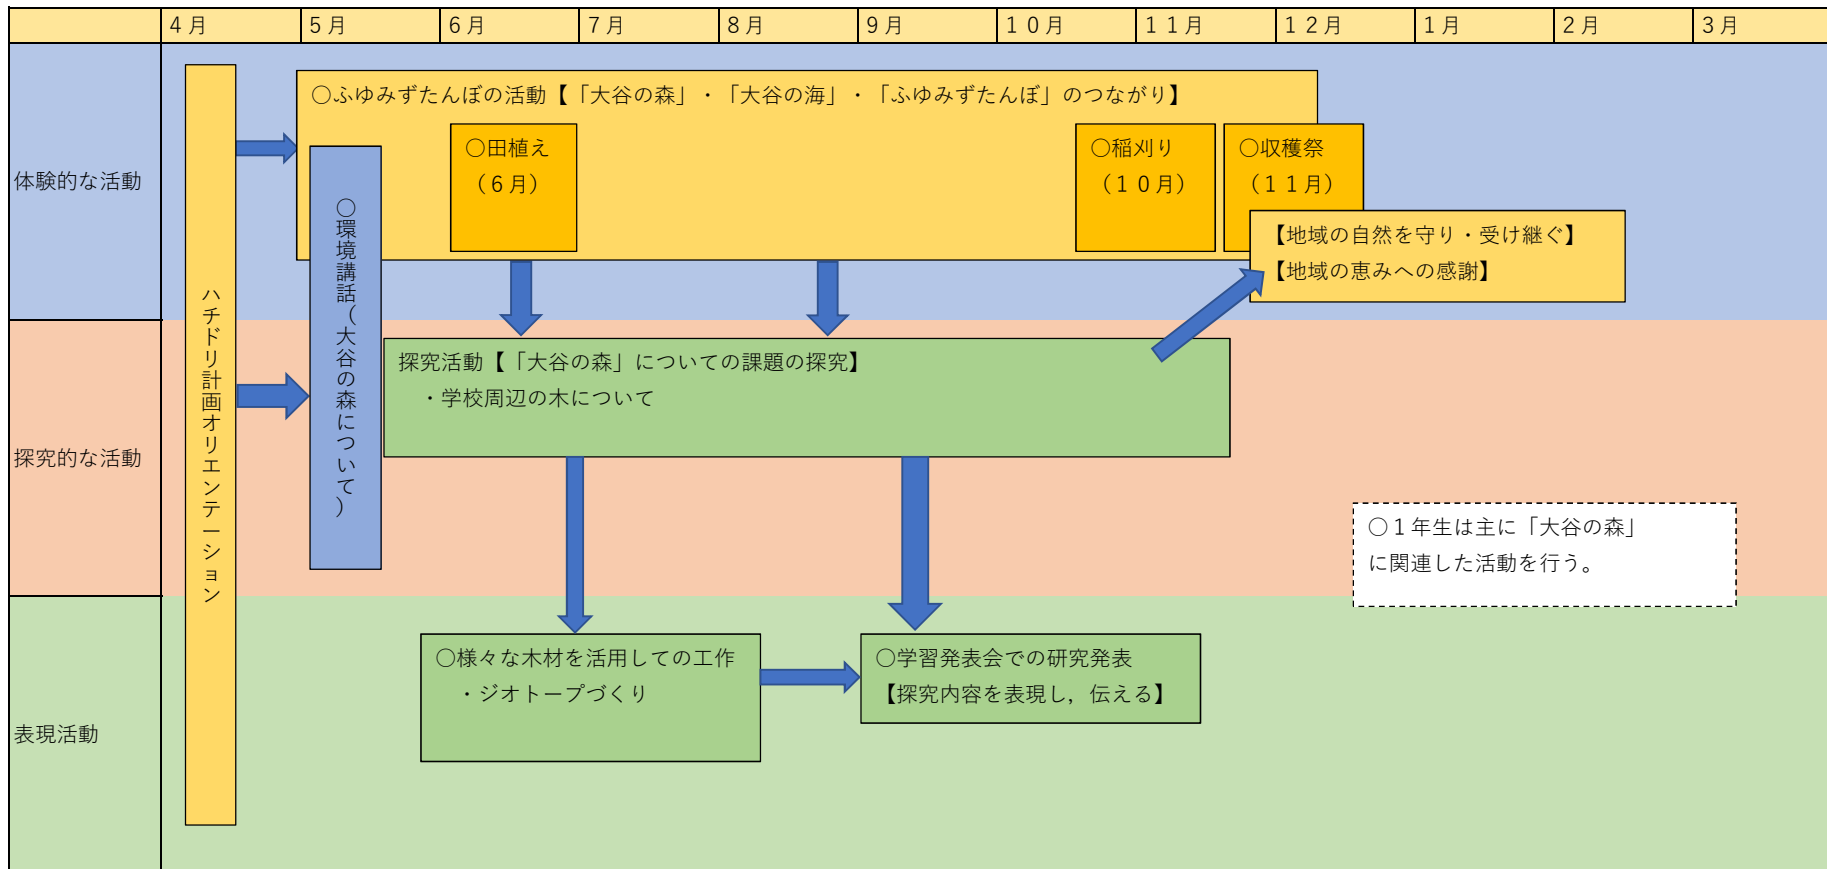 ４月
５月
６月
７月
８月
９月
１０月
１１月
１２月
１月
２月
３月
体験的な活動
ハチドリ計画オリエンテーション
○ふゆみずたんぼの活動【「大谷の森」・「大谷の海」・「ふゆみずたんぼ」のつながり】
○環境講話（大谷の森について）
○田植え
（６月）
○稲刈り
（１０月）
○収穫祭
（１１月）
【地域の自然を守り・受け継ぐ】
【地域の恵みへの感謝】
探究的な活動
探究活動【「大谷の森」についての課題の探究】
・学校周辺の木について
○１年生は主に「大谷の森」
に関連した活動を行う。
表現活動
○様々な木材を活用しての工作
・ジオトープづくり
○学習発表会での研究発表
【探究内容を表現し，伝える】